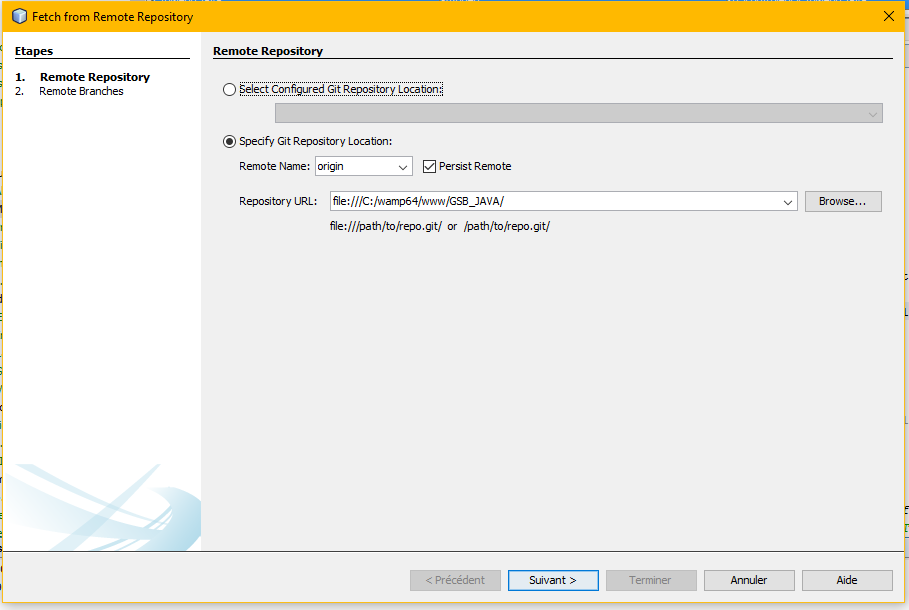 Fetch from Remote Repository
Etapes
1. Remote Repository
2. Remote Branches
Remote Repository
Select Configured Git Repository Location:
Specify Git Repository Location:
Remote Name: origin Persist Remote
Repository URL: file:///C:/wamp64/www/GSB_JAVA/ Browse...
file:///path/to/repo.git/ or /path/to/repo.git/
< Précédent Suivant > Terminer Annuler Aide